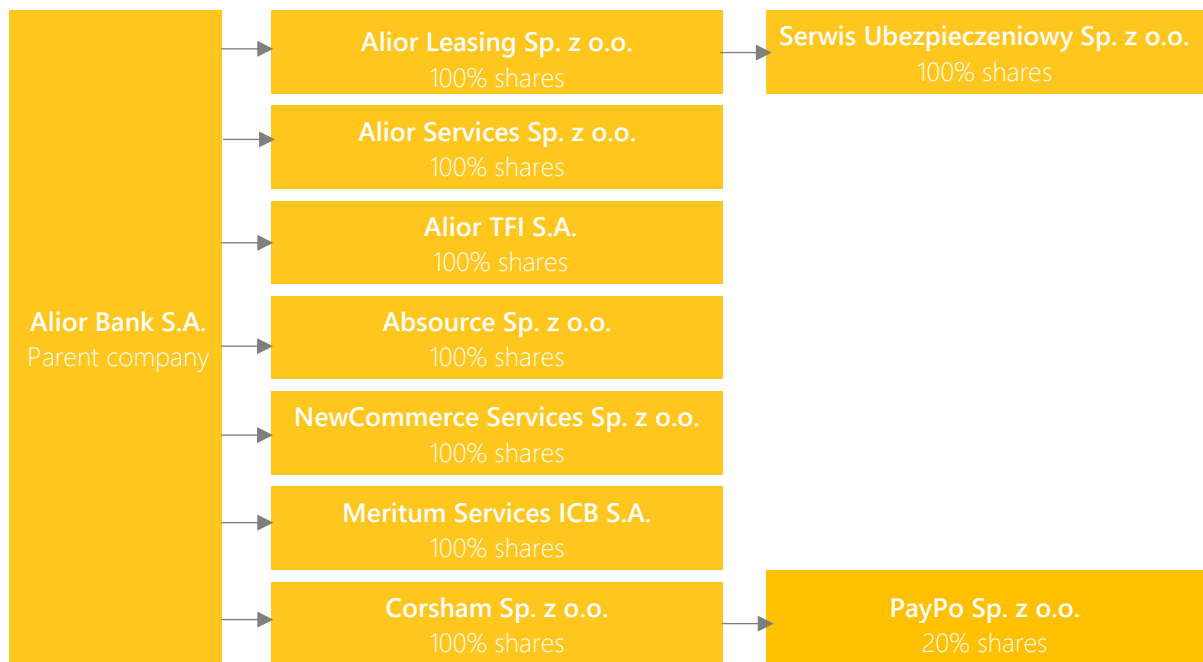 Alior Bank S.A.
Parent company
Alior Leasing Sp. z o.o.
100% shares
Serwis Ubezpieczeniowy Sp. z o.o.
100% shares
Alior Services Sp. z o.o.
100% shares
Alior TFI S.A.
100% shares
Absource Sp. z o.o.
100% shares
NewCommerce Services Sp. z o.o.
100% shares
Meritum Services ICB S.A.
100% shares
Corsham Sp. z o.o.
100% shares
PayPo Sp. z o.o.
20% shares